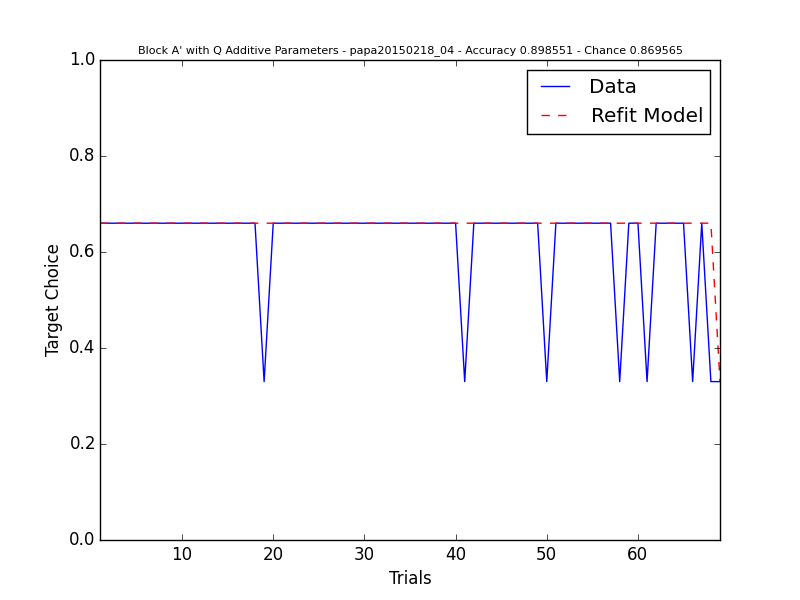 Block A' with Q Additive Parameters - papa20150218_04 - Accuracy 0.898551 - Chance 0.869565
1.0
Data
Refit Model
0.8
0.6
Target Choice
0.4
0.2
0.0
10 20 30 40 50 60
Trials